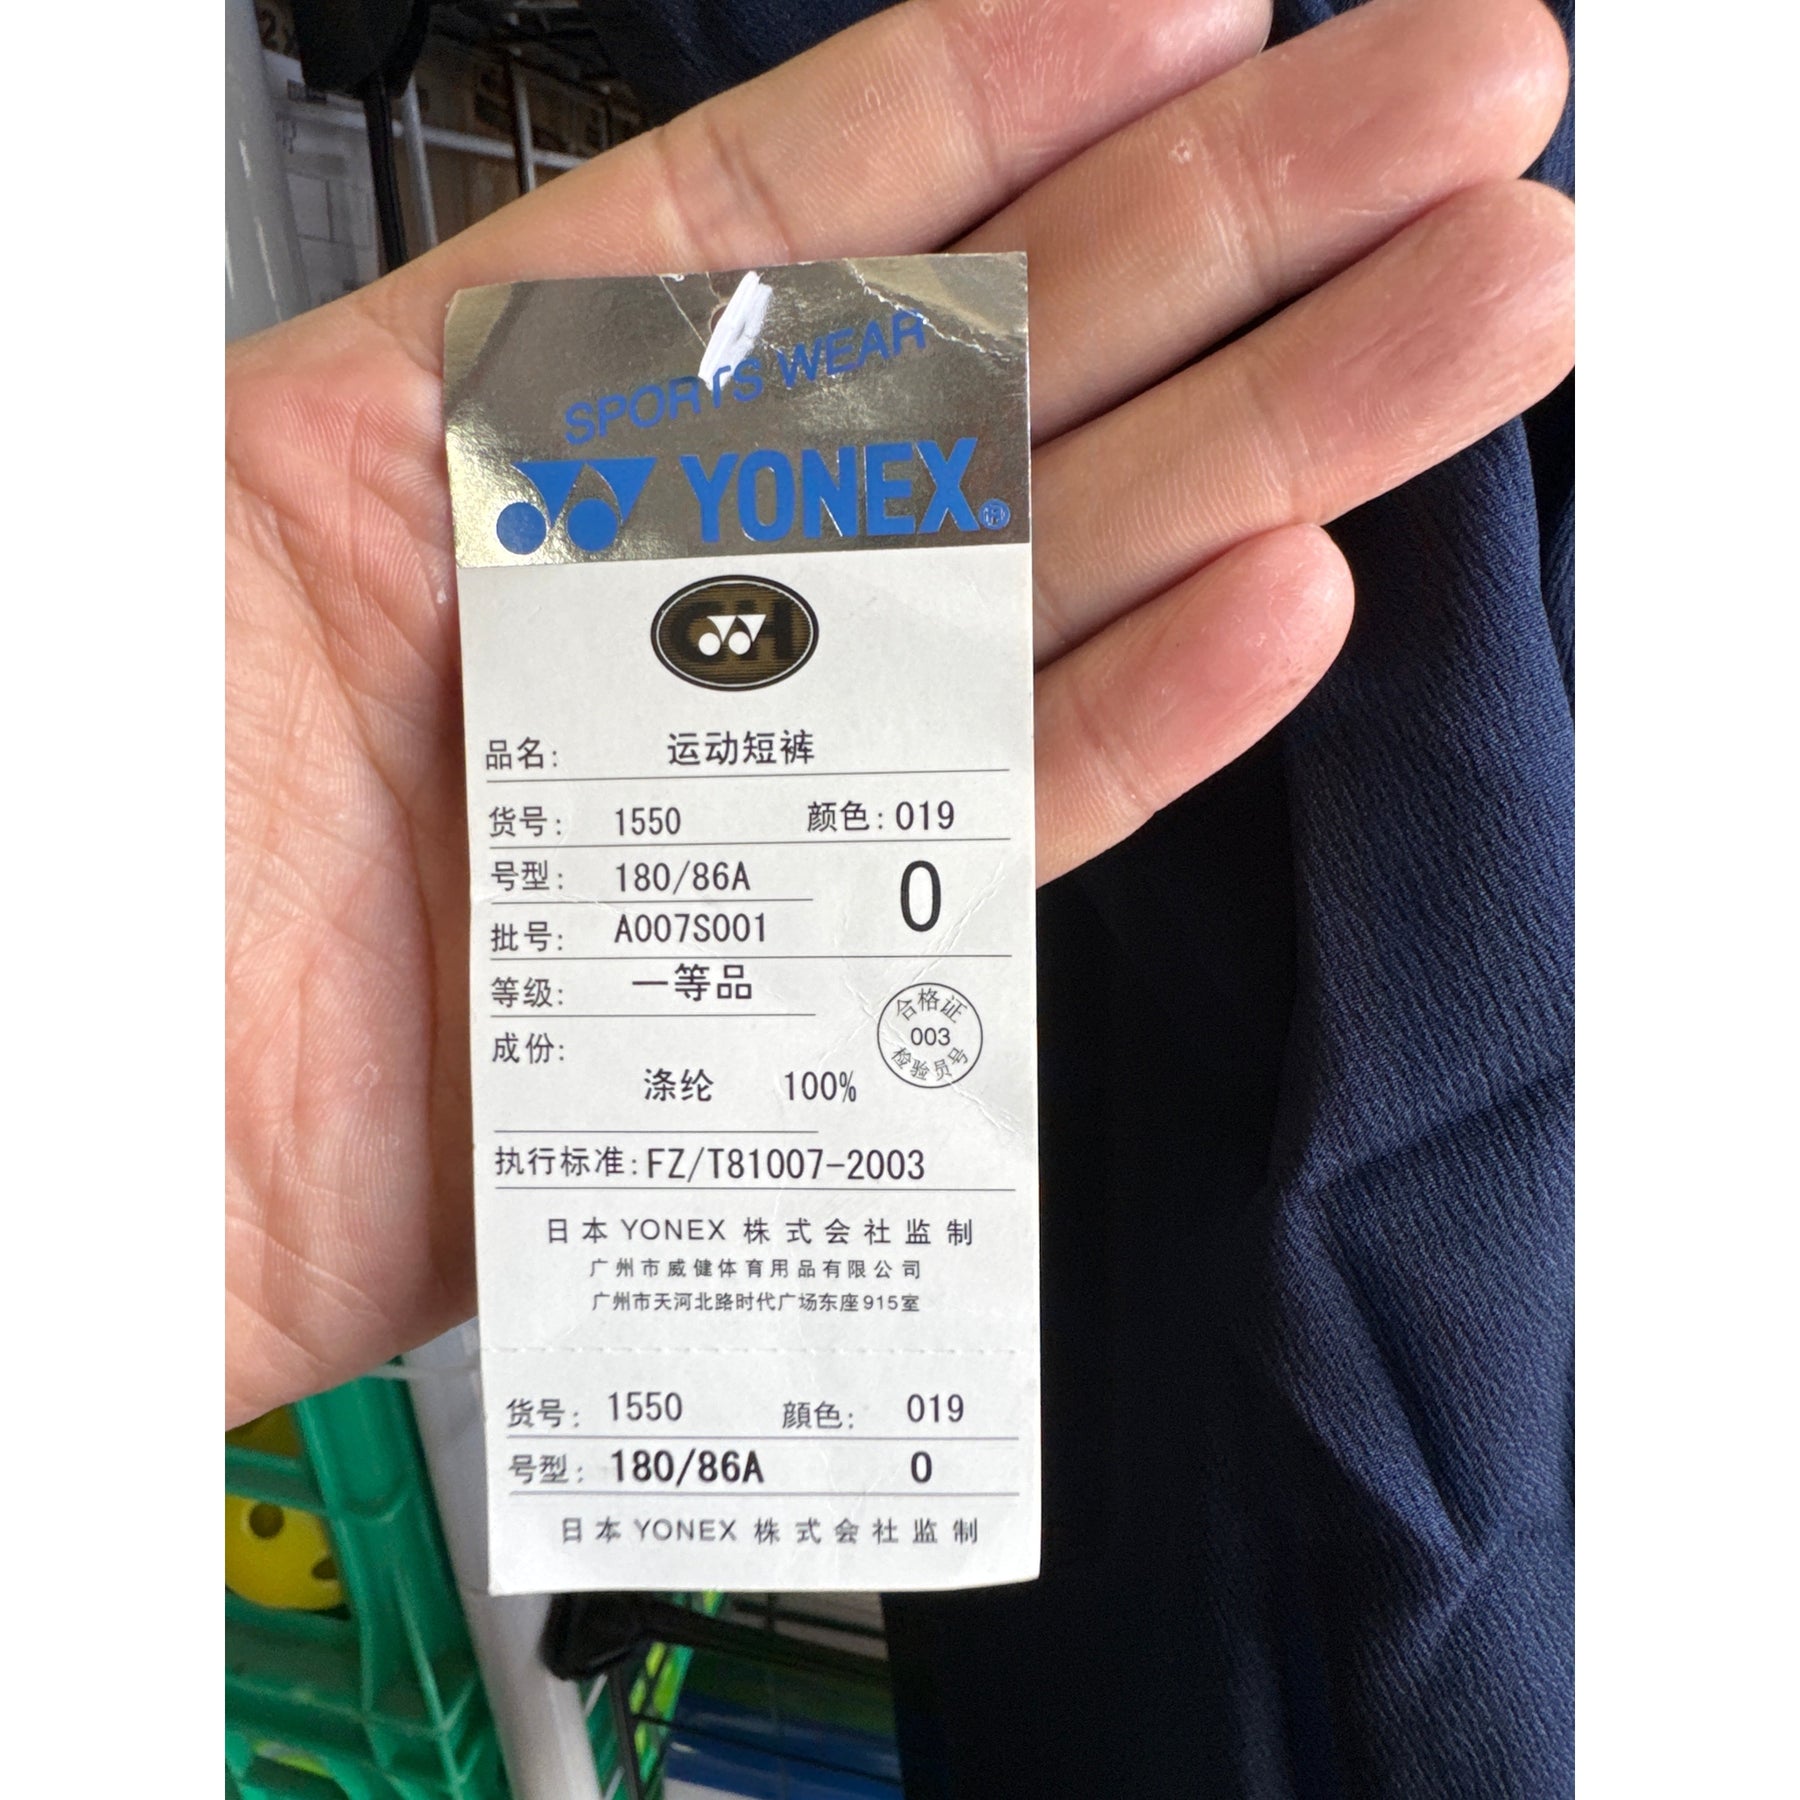 SPORTS WEAR
YONEX®
CH
品名: 运动短裤
货号: 1550 颜色: 019
号型: 180/86A O
批号: A007S001
等级: 一等品
合格证
003
检验员号
成份:
涤纶 100%
执行标准: FZ/T81007-2003
日本 YONEX 株式会社监制
广州市威健体育用品有限公司
广州市天河北路时代广场东座915室
货号: 1550 顔色: 019
号型: 180/86A O
日本 YONEX 株式会社监制